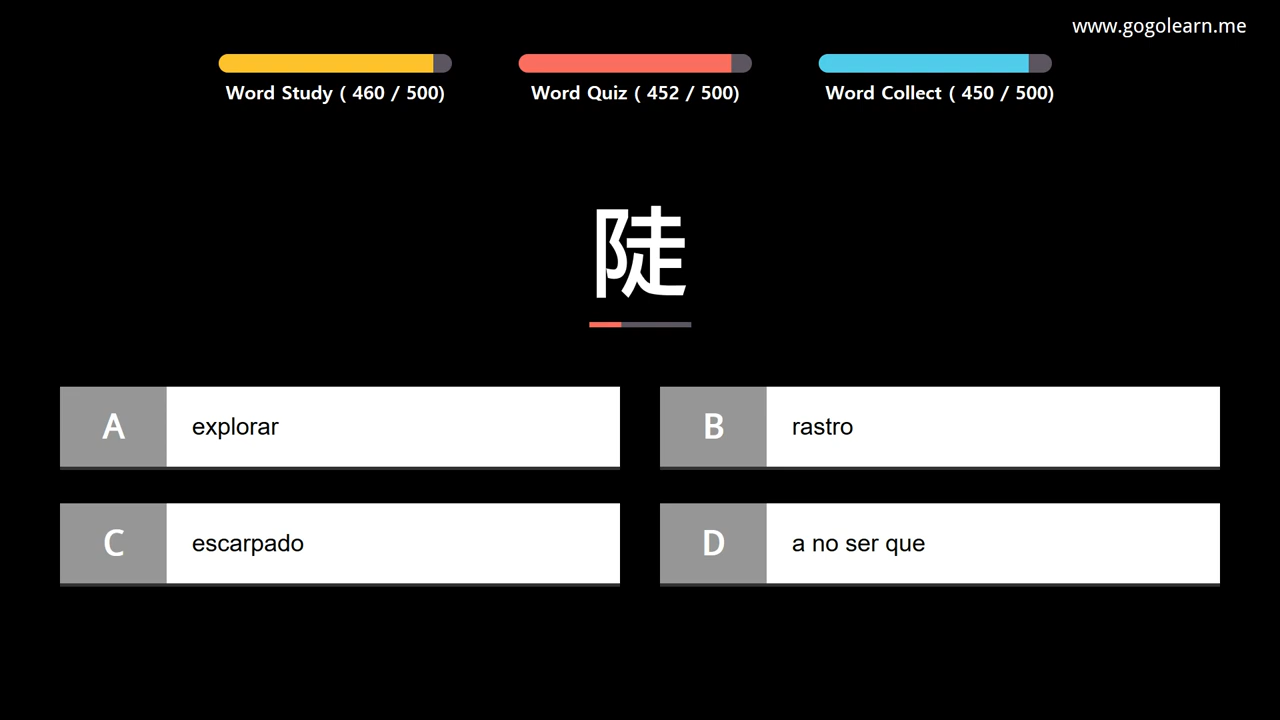 www.gogolearn.me
Word Study ( 460 / 500)
Word Quiz ( 452 / 500)
Word Collect ( 450 / 500)
陡
A
explorar
B
rastro
C
escarpado
D
a no ser que